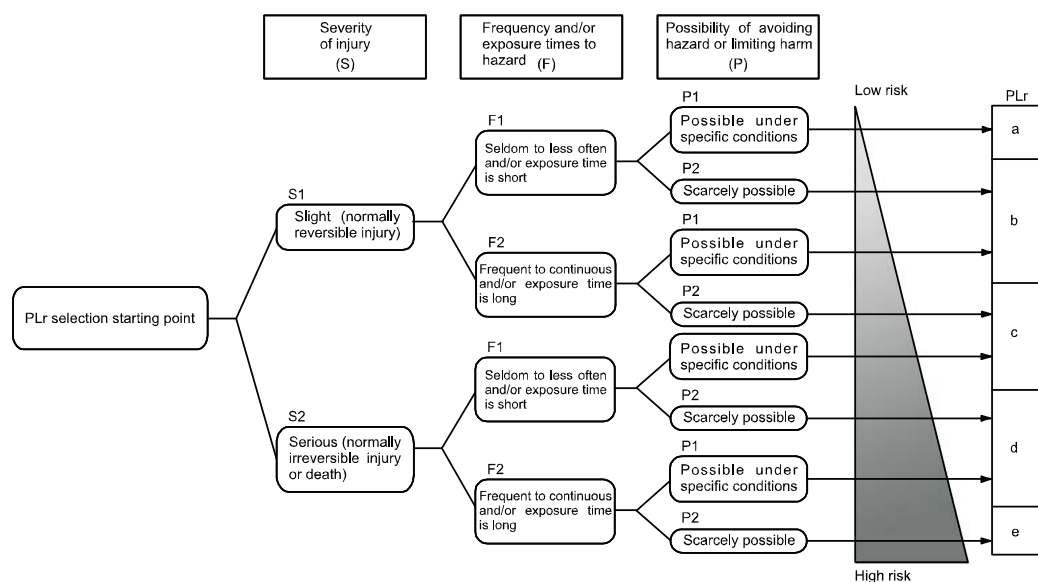 Severity
of injury
(S)
Frequency and/or
exposure times to
hazard (F)
Possibility of avoiding
hazard or limiting harm
(P)
Low risk
PLr
P1
Possible under
specific conditions
a
F1
Seldom to less often
and/or exposure time
is short
P2
Scarcely possible
S1
Slight (normally
reversible injury)
P1
Possible under
specific conditions
b
F2
Frequent to continuous
and/or exposure time
is long
P2
Scarcely possible
PLr selection starting point
c
F1
Seldom to less often
and/or exposure time
is short
P1
Possible under
specific conditions
P2
Scarcely possible
S2
Serious (normally
irreversible injury
or death)
d
P1
Possible under
specific conditions
F2
Frequent to continuous
and/or exposure time
is long
P2
Scarcely possible
e
High risk